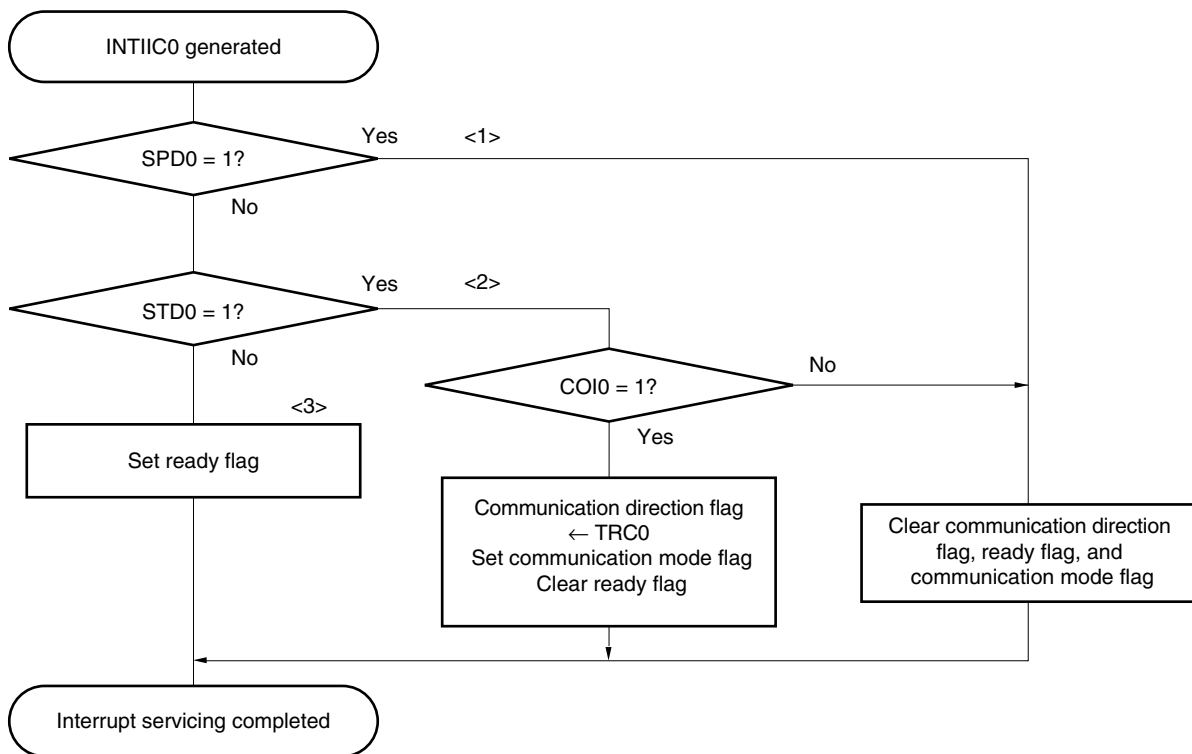 INTIIC0 generated
Yes <1>
SPD0 = 1?
No
Yes <2>
STD0 = 1?
No
COI0 = 1?
No
<3>
Yes
Set ready flag
Communication direction flag
← TRC0
Set communication mode flag
Clear ready flag
Clear communication direction
flag, ready flag, and
communication mode flag
Interrupt servicing completed